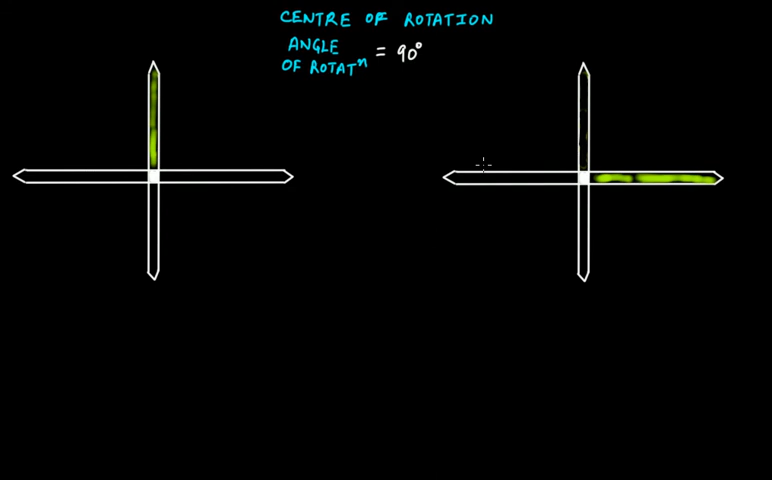 CENTRE OF ROTATION
ANGLE
OF ROTATⁿ = 90°